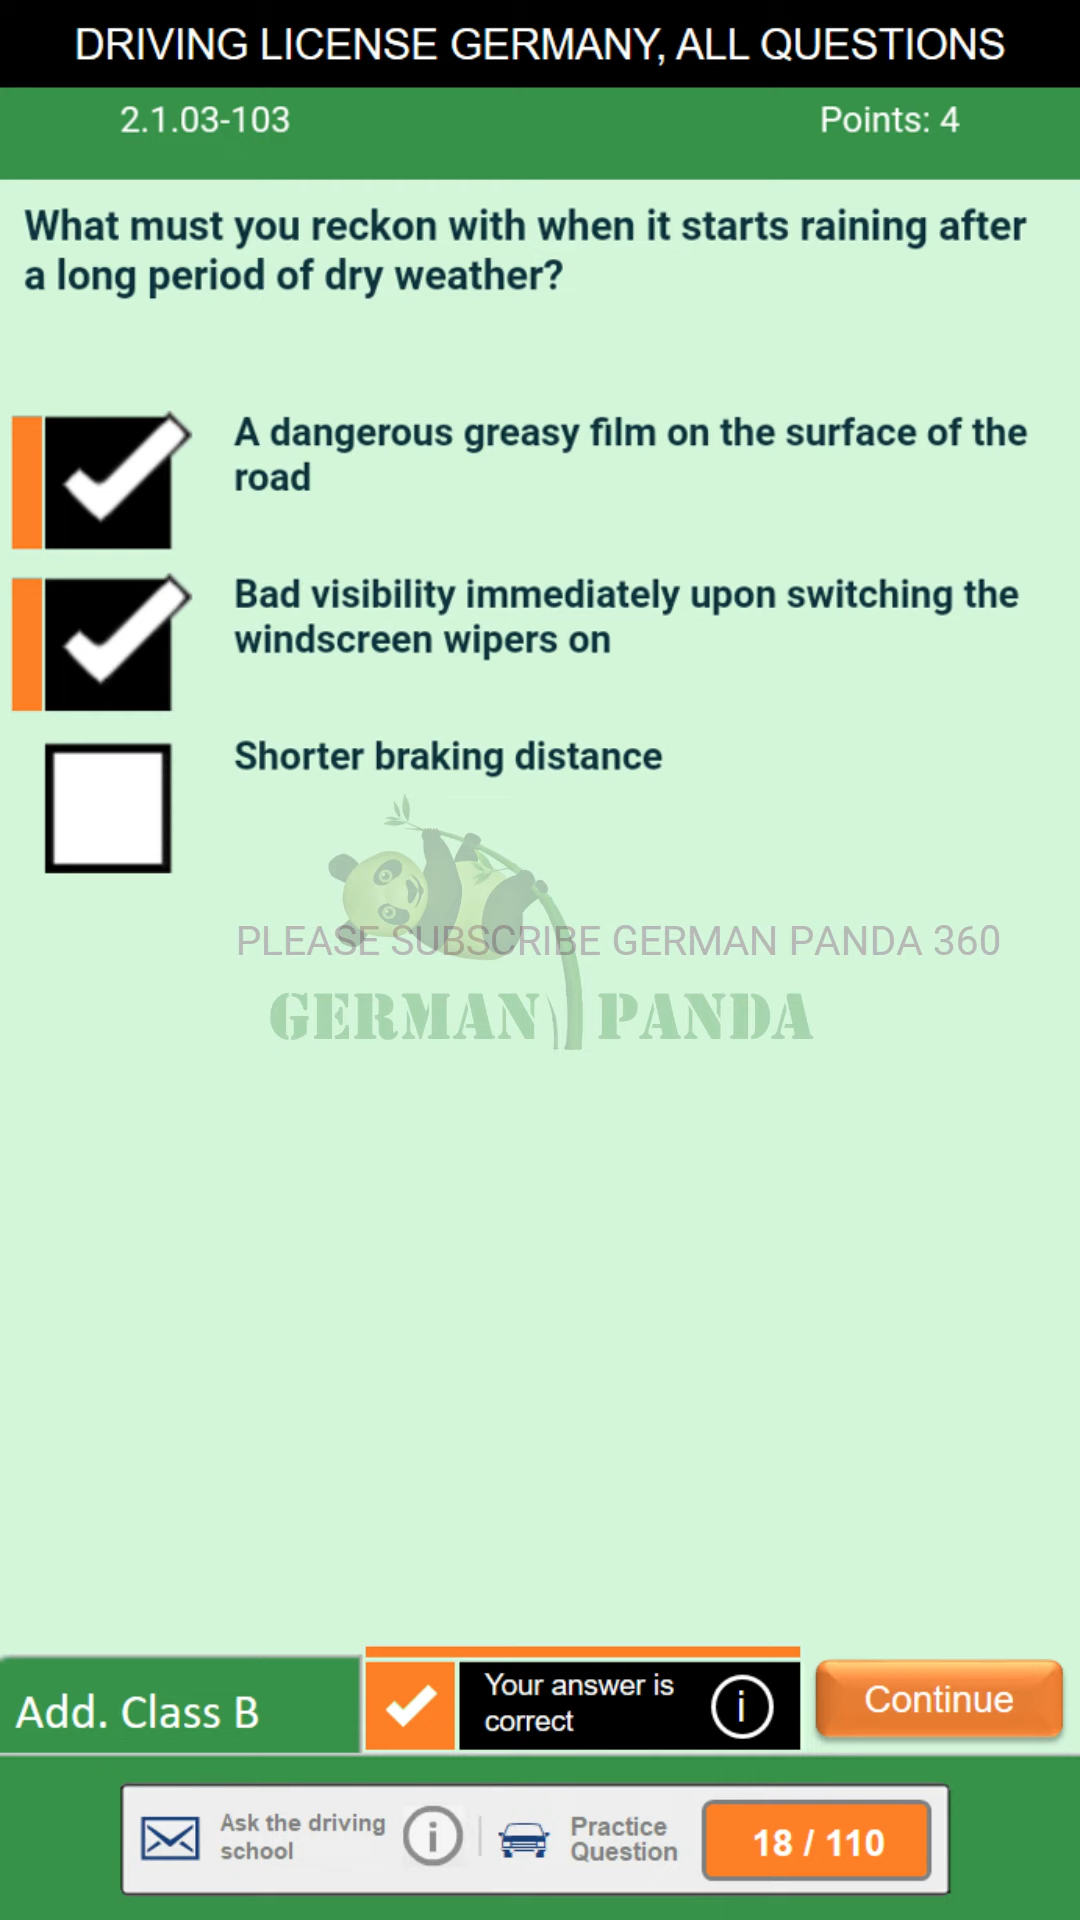 DRIVING LICENSE GERMANY, ALL QUESTIONS
2.1.03-103
Points: 4
What must you reckon with when it starts raining after
a long period of dry weather?
A dangerous greasy film on the surface of the
road
Bad visibility immediately upon switching the
windscreen wipers on
Shorter braking distance
PLEASE SUBSCRIBE GERMAN PANDA 360
GERMAN PANDA
Add. Class B
Your answer is
correct
i
Continue
Ask the driving
school
i
Practice
Question
18 / 110